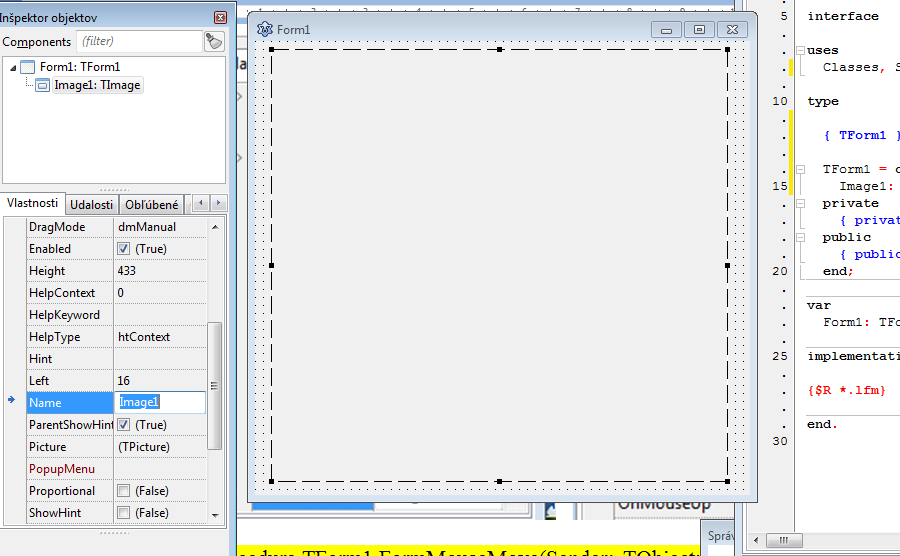 Inšpektor objektov
Components (filter)
Form1: TForm1
Image1: TImage
Vlastnosti Udalosti Obľúbené
DragMode dmManual
Enabled (True)
Height 433
HelpContext 0
HelpKeyword
HelpType htContext
Hint
Left 16
Name Image1
ParentShowHint (True)
Picture (TPicture)
PopupMenu
Proportional (False)
ShowHint (False)
Form1
5 interface
uses
Classes, S
10 type
{ TForm1 }
TForm1 = c
15 Image1:
private
{ privat
public
{ public
20 end;
var
Form1: TFo
25 implementati
{$R *.lfm}
end.
30
OnMouseUp
TForm1.FormMouseMove(Sender: TObject
Správ